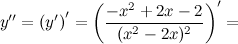 y'' = (y')' = ( (-x^2 + 2x - 2) / (x^2 - 2x)^2 )' =